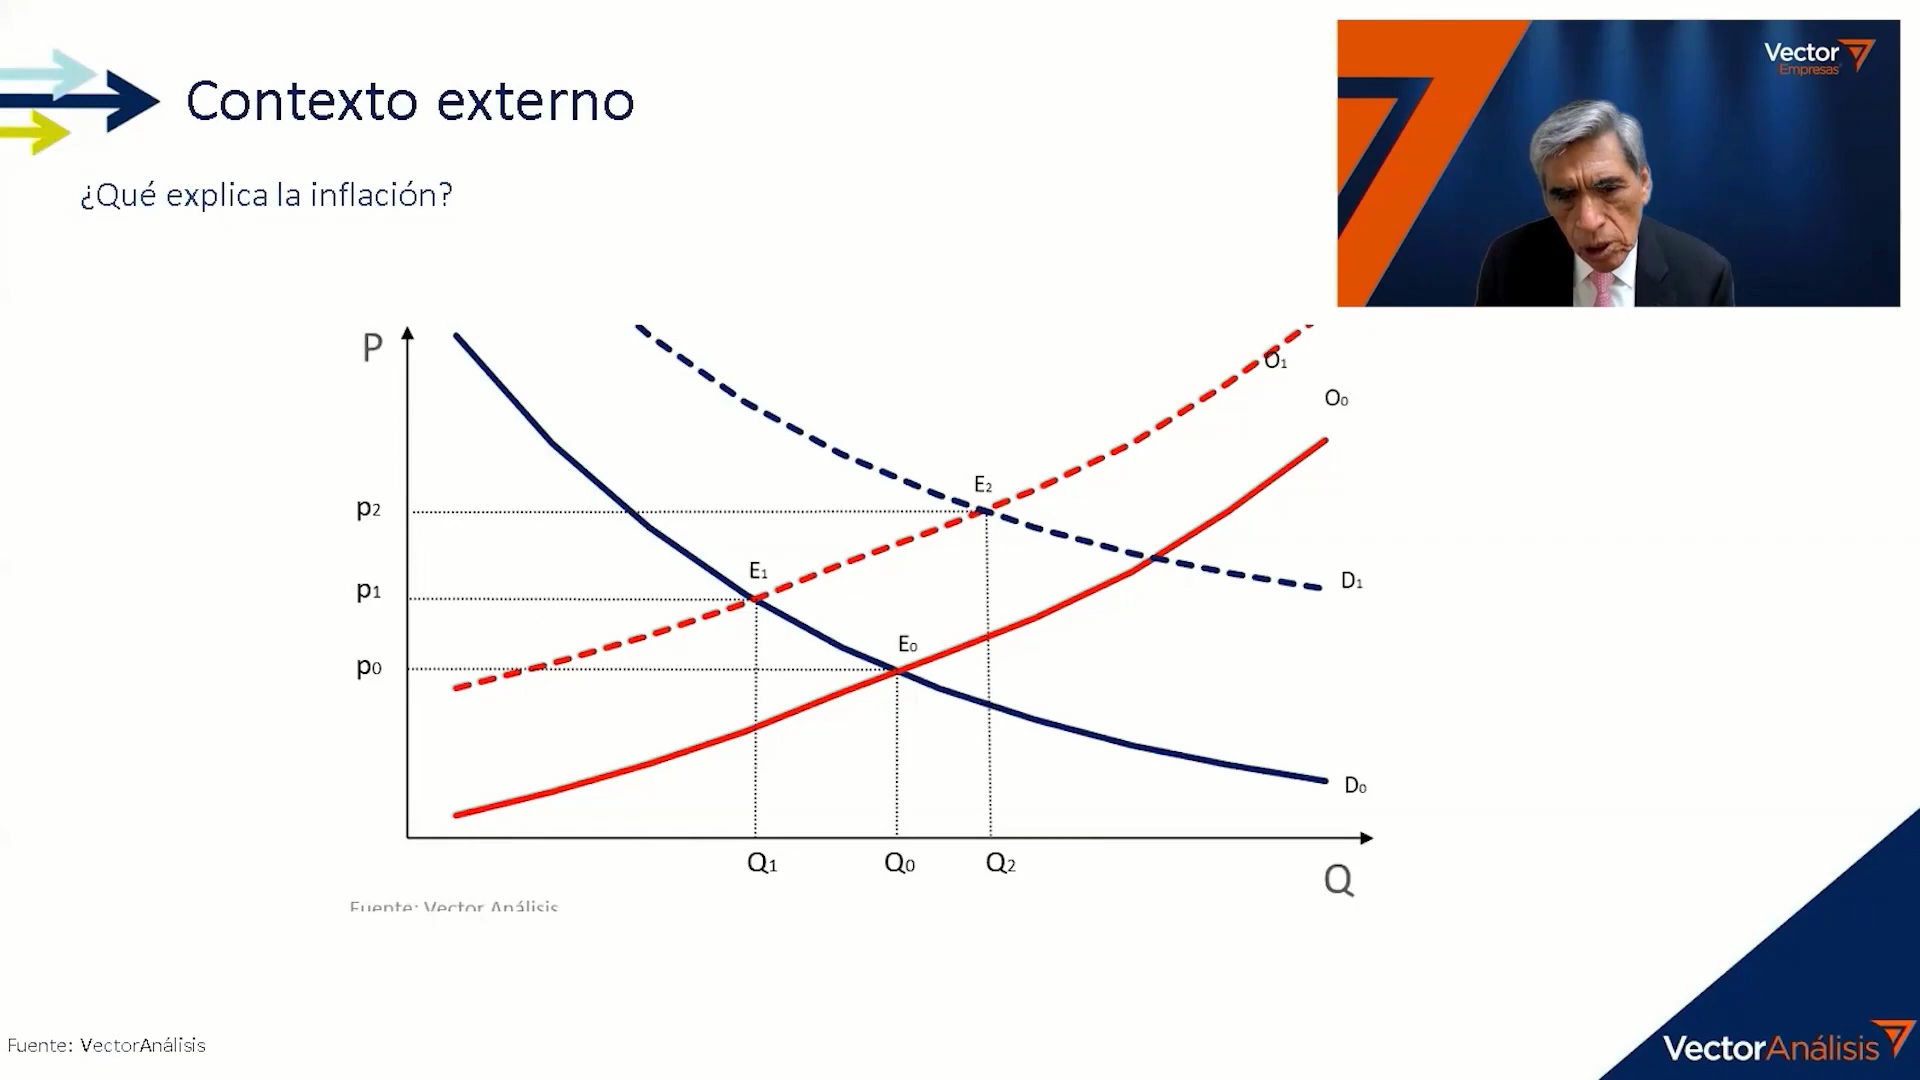 Contexto externo
¿Qué explica la inflación?
Vector
Empresas
P
O1
O0
E2
p2
E1
D1
p1
E0
p0
D0
Q1 Q0 Q2
Q
Fuente: Vector Análisis
Fuente: VectorAnálisis
VectorAnálisis